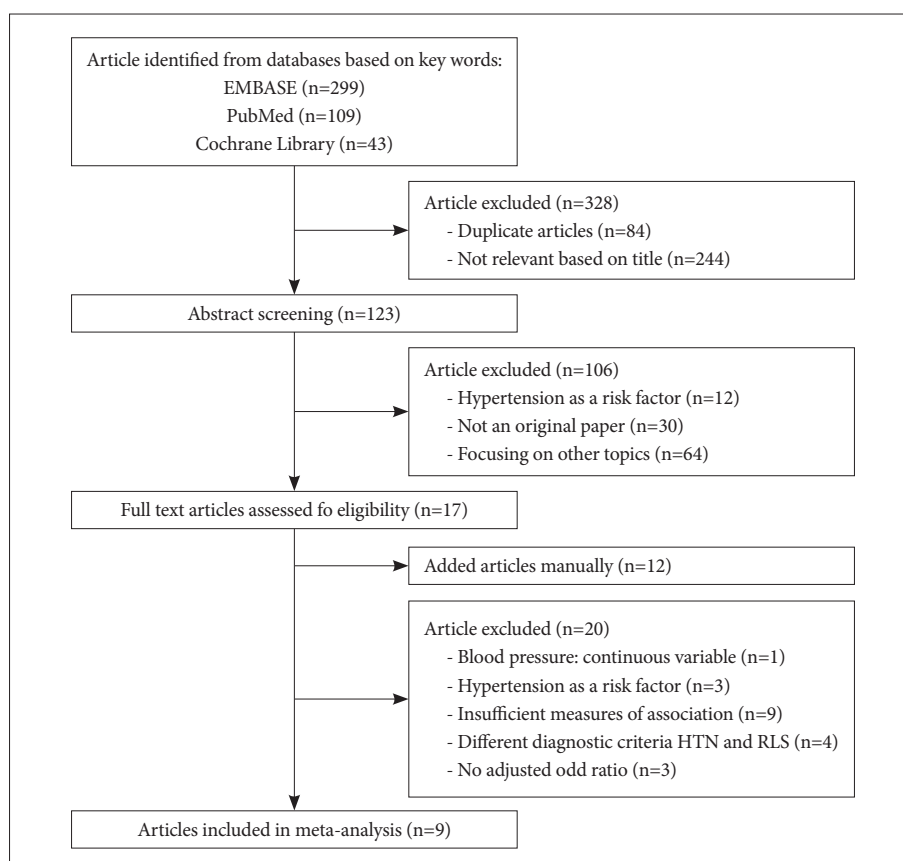 Article identified from databases based on key words:
EMBASE (n=299)
PubMed (n=109)
Cochrane Library (n=43)
Article excluded (n=328)
- Duplicate articles (n=84)
- Not relevant based on title (n=244)
Abstract screening (n=123)
Article excluded (n=106)
- Hypertension as a risk factor (n=12)
- Not an original paper (n=30)
- Focusing on other topics (n=64)
Full text articles assessed fo eligibility (n=17)
Added articles manually (n=12)
Article excluded (n=20)
- Blood pressure: continuous variable (n=1)
- Hypertension as a risk factor (n=3)
- Insufficient measures of association (n=9)
- Different diagnostic criteria HTN and RLS (n=4)
- No adjusted odd ratio (n=3)
Articles included in meta-analysis (n=9)